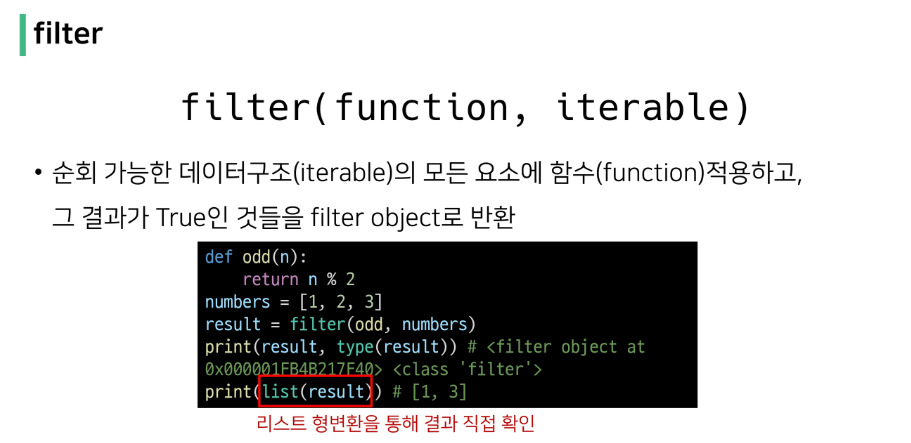 filter
filter(function, iterable)
• 순회 가능한 데이터구조(iterable)의 모든 요소에 함수(function)적용하고,
그 결과가 True인 것들을 filter object로 반환
def odd(n):
    return n % 2
numbers = [1, 2, 3]
result = filter(odd, numbers)
print(result, type(result)) # <filter object at
0x000001FB4B217F40> <class 'filter'>
print(list(result)) # [1, 3]
리스트 형변환을 통해 결과 직접 확인